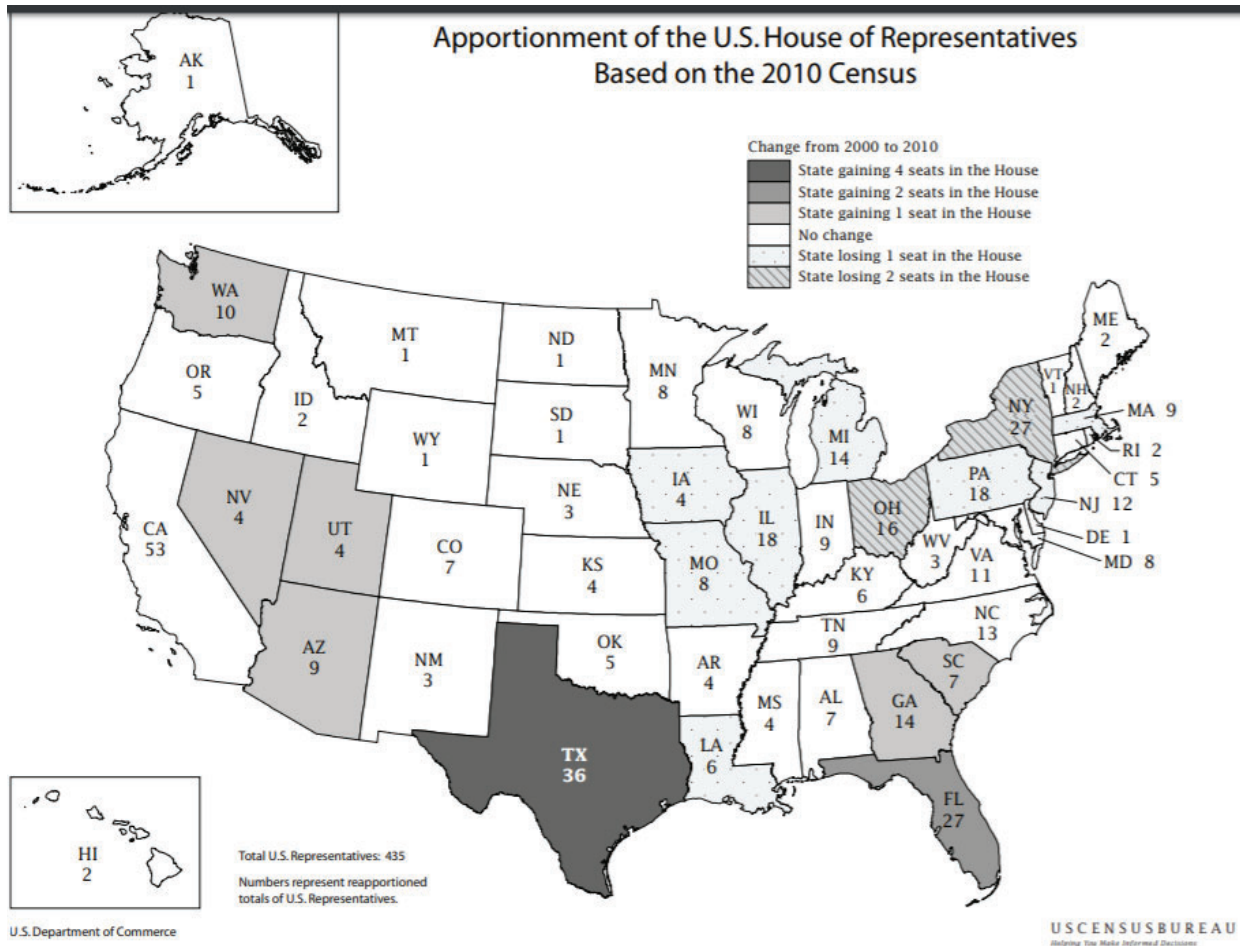 Apportionment of the U.S. House of Representatives
Based on the 2010 Census
AK
1
Change from 2000 to 2010
State gaining 4 seats in the House
State gaining 2 seats in the House
State gaining 1 seat in the House
No change
State losing 1 seat in the House
State losing 2 seats in the House
WA
10
OR
5
ID
2
MT
1
ND
1
MN
8
WI
8
MI
14
ME
2
VT
1
NH
2
NY
27
MA 9
RI 2
CT 5
NJ 12
DE 1
MD 8
PA
18
SD
1
WY
1
NE
3
IA
4
IL
18
IN
9
OH
16
WV
3
VA
11
CA
53
NV
4
UT
4
CO
7
KS
4
MO
8
KY
6
NC
13
TN
9
AZ
9
NM
3
OK
5
AR
4
MS
4
AL
7
GA
14
SC
7
TX
36
LA
6
FL
27
HI
2
Total U.S. Representatives: 435
Numbers represent reapportioned
totals of U.S. Representatives.
U.S. Department of Commerce
USCENSUSBUREAU
Helping You Make Informed Decisions